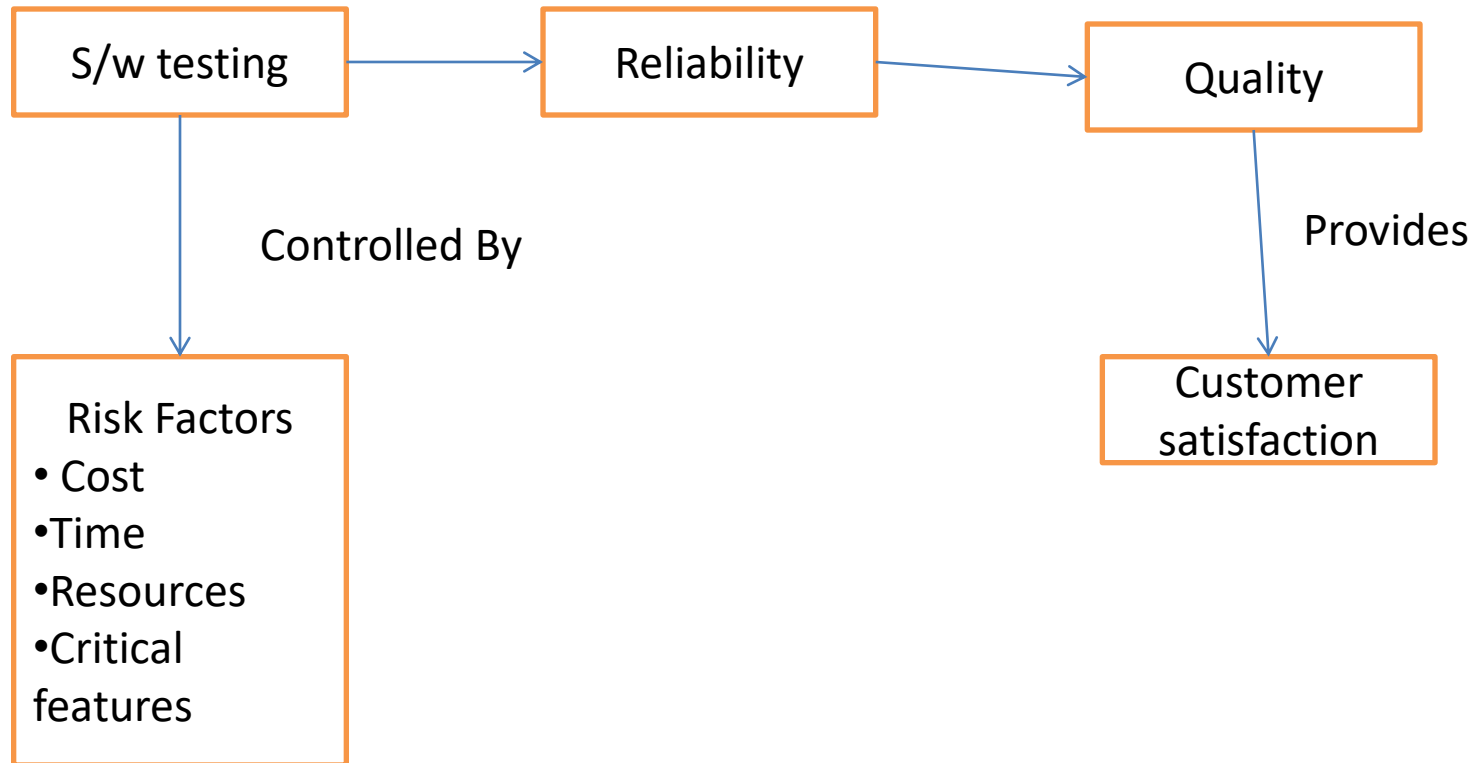 S/w testing
Reliability
Quality
Controlled By
Provides
Risk Factors
• Cost
•Time
•Resources
•Critical
features
Customer
satisfaction